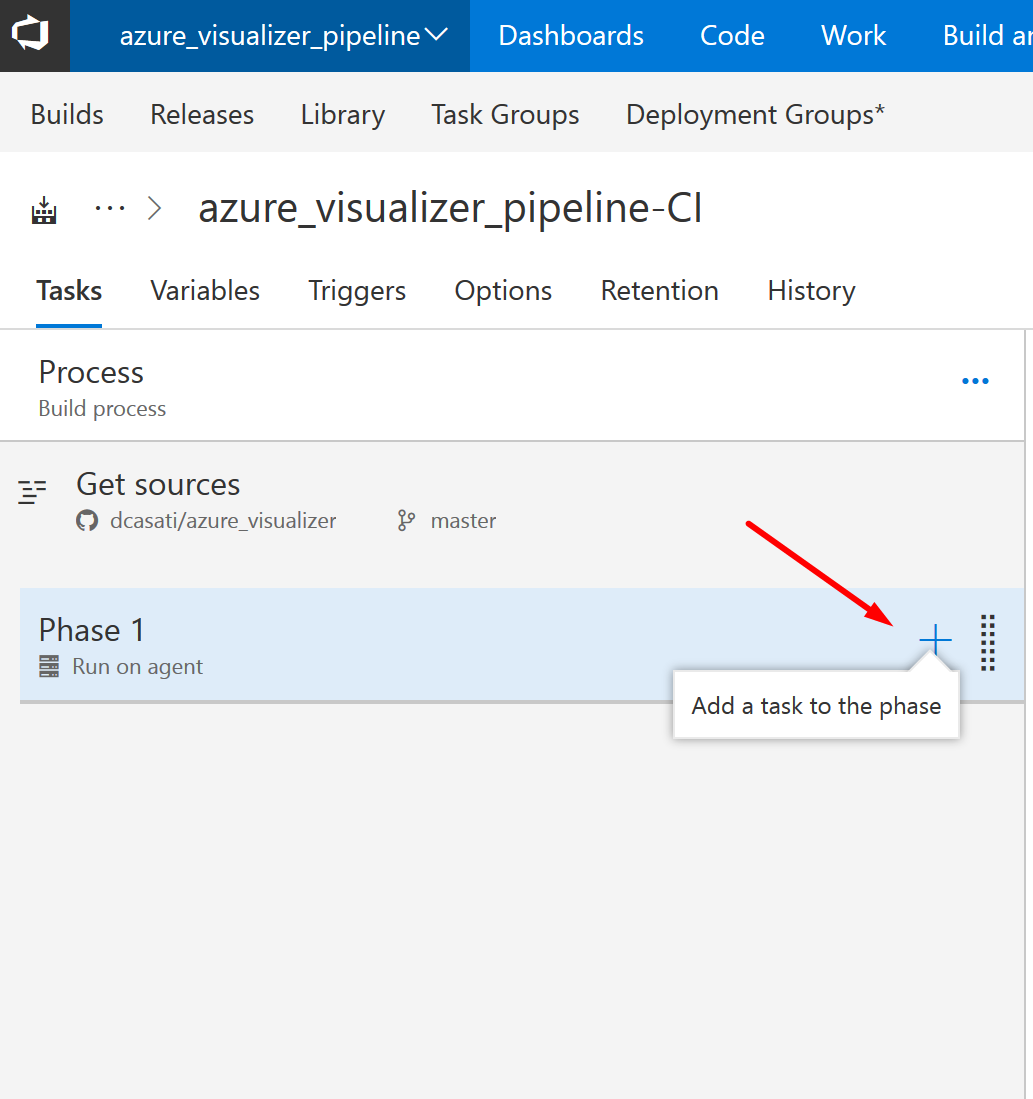 azure_visualizer_pipeline Dashboards Code Work Build ar
Builds Releases Library Task Groups Deployment Groups*
... azure_visualizer_pipeline-CI
Tasks Variables Triggers Options Retention History
Process
Build process
Get sources
dcasati/azure_visualizer master
Phase 1
Run on agent
Add a task to the phase